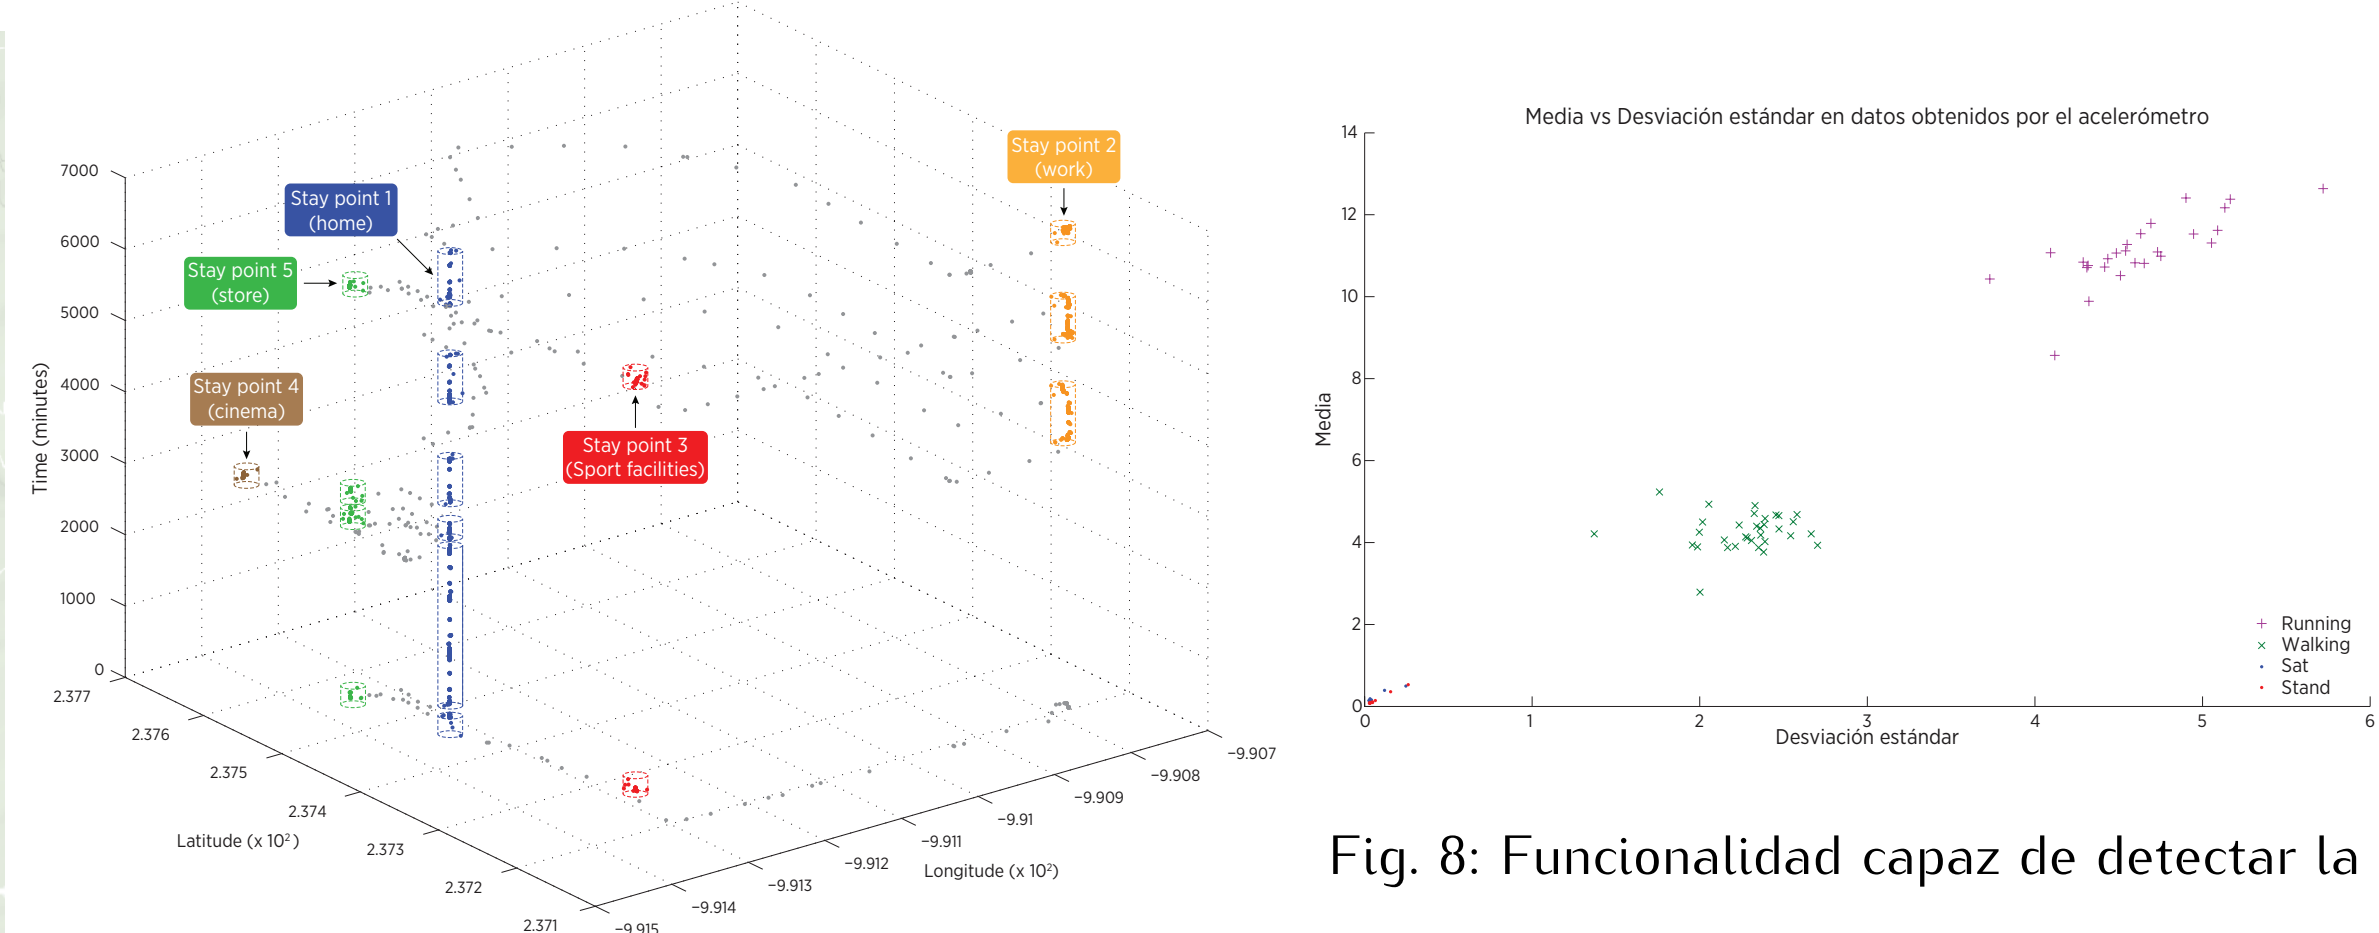 Stay point 2
(work)
Stay point 1
(home)
Stay point 5
(store)
Stay point 4
(cinema)
Stay point 3
(Sport facilities)
Time (minutes)
7000
6000
5000
4000
3000
2000
1000
0
2.377
2.376
2.375
2.374
2.373
2.372
2.371
Latitude (x 10²)
−9.915
−9.914
−9.913
−9.912
−9.911
−9.91
−9.909
−9.908
−9.907
Longitude (x 10²)
Media vs Desviación estándar en datos obtenidos por el acelerómetro
Media
14
12
10
8
6
4
2
0
0 1 2 3 4 5 6
Desviación estándar
Running
Walking
Sat
Stand
Fig. 8: Funcionalidad capaz de detectar la